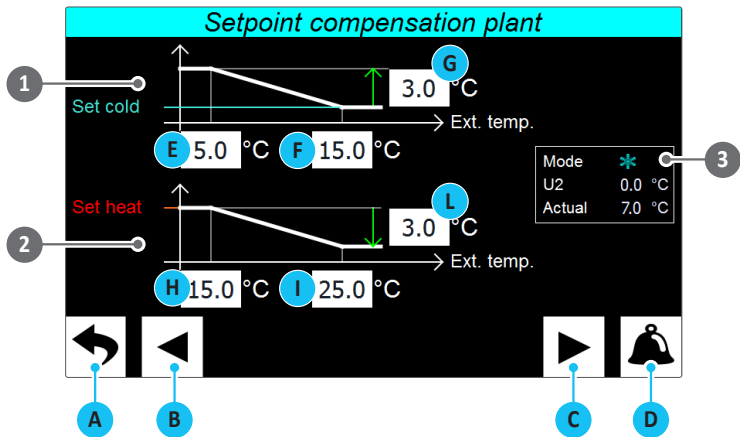 Setpoint compensation plant
G
1
3.0 °C
Set cold
Ext. temp.
E 5.0 °C F 15.0 °C
Mode
3
U2 0.0 °C
Actual 7.0 °C
Set heat
L
3.0 °C
2
Ext. temp.
H 15.0 °C I 25.0 °C
A B C D